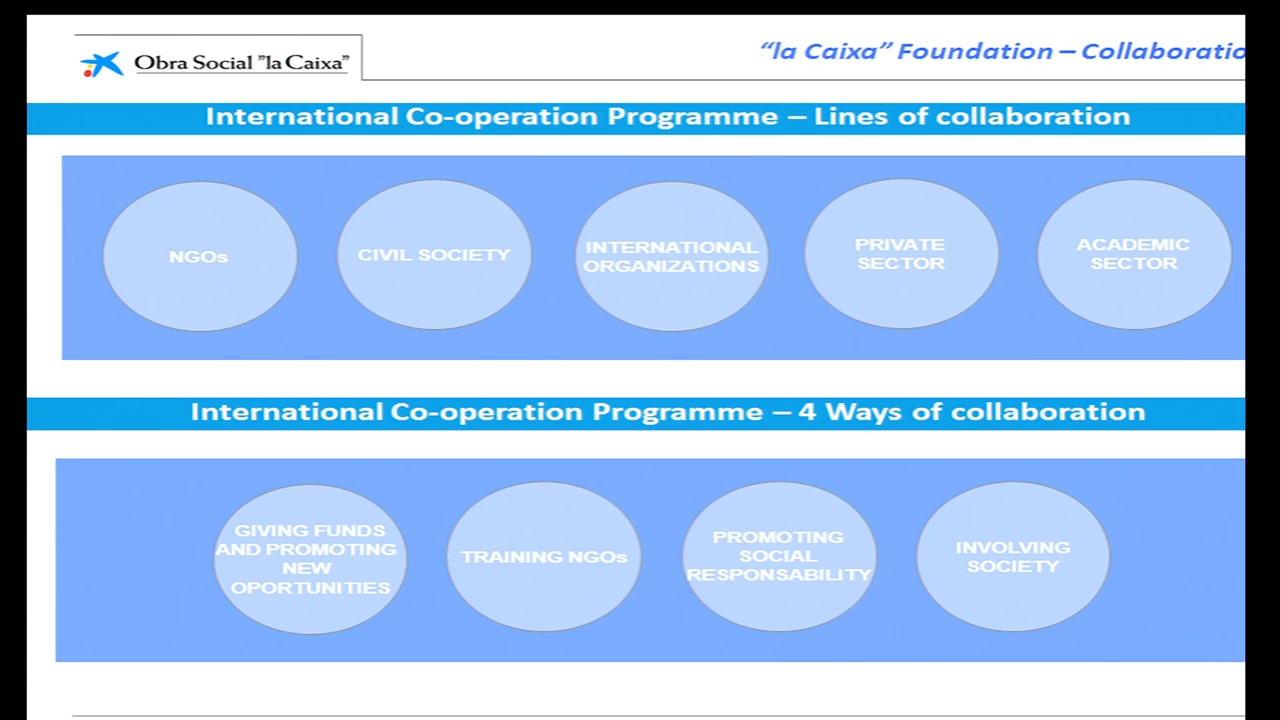 Obra Social "la Caixa"
“la Caixa” Foundation – Collaboratio
International Co-operation Programme – Lines of collaboration
NGOs
CIVIL SOCIETY
INTERNATIONAL
ORGANIZATIONS
PRIVATE
SECTOR
ACADEMIC
SECTOR
International Co-operation Programme – 4 Ways of collaboration
GIVING FUNDS
AND PROMOTING
NEW
OPORTUNITIES
TRAINING NGOs
PROMOTING
SOCIAL
RESPONSABILITY
INVOLVING
SOCIETY